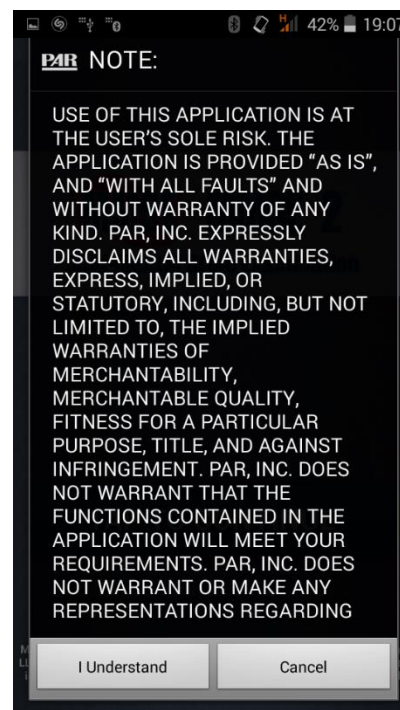 42% 19:07
PAR NOTE:
USE OF THIS APPLICATION IS AT
THE USER'S SOLE RISK. THE
APPLICATION IS PROVIDED “AS IS”,
AND “WITH ALL FAULTS” AND
WITHOUT WARRANTY OF ANY
KIND. PAR, INC. EXPRESSLY
DISCLAIMS ALL WARRANTIES,
EXPRESS, IMPLIED, OR
STATUTORY, INCLUDING, BUT NOT
LIMITED TO, THE IMPLIED
WARRANTIES OF
MERCHANTABILITY,
MERCHANTABLE QUALITY,
FITNESS FOR A PARTICULAR
PURPOSE, TITLE, AND AGAINST
INFRINGEMENT. PAR, INC. DOES
NOT WARRANT THAT THE
FUNCTIONS CONTAINED IN THE
APPLICATION WILL MEET YOUR
REQUIREMENTS. PAR, INC. DOES
NOT WARRANT OR MAKE ANY
REPRESENTATIONS REGARDING
I Understand Cancel